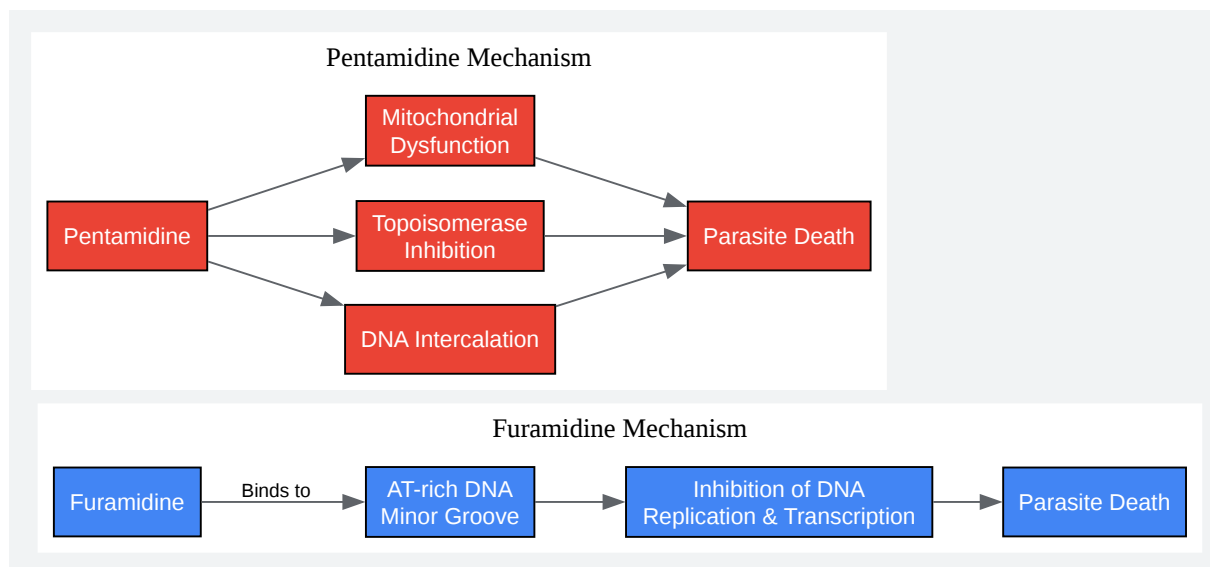 Pentamidine Mechanism
Mitochondrial
Dysfunction
Pentamidine
Topoisomerase
Inhibition
Parasite Death
DNA Intercalation
Furamidine Mechanism
Furamidine
Binds to
AT-rich DNA
Minor Groove
Inhibition of DNA
Replication & Transcription
Parasite Death